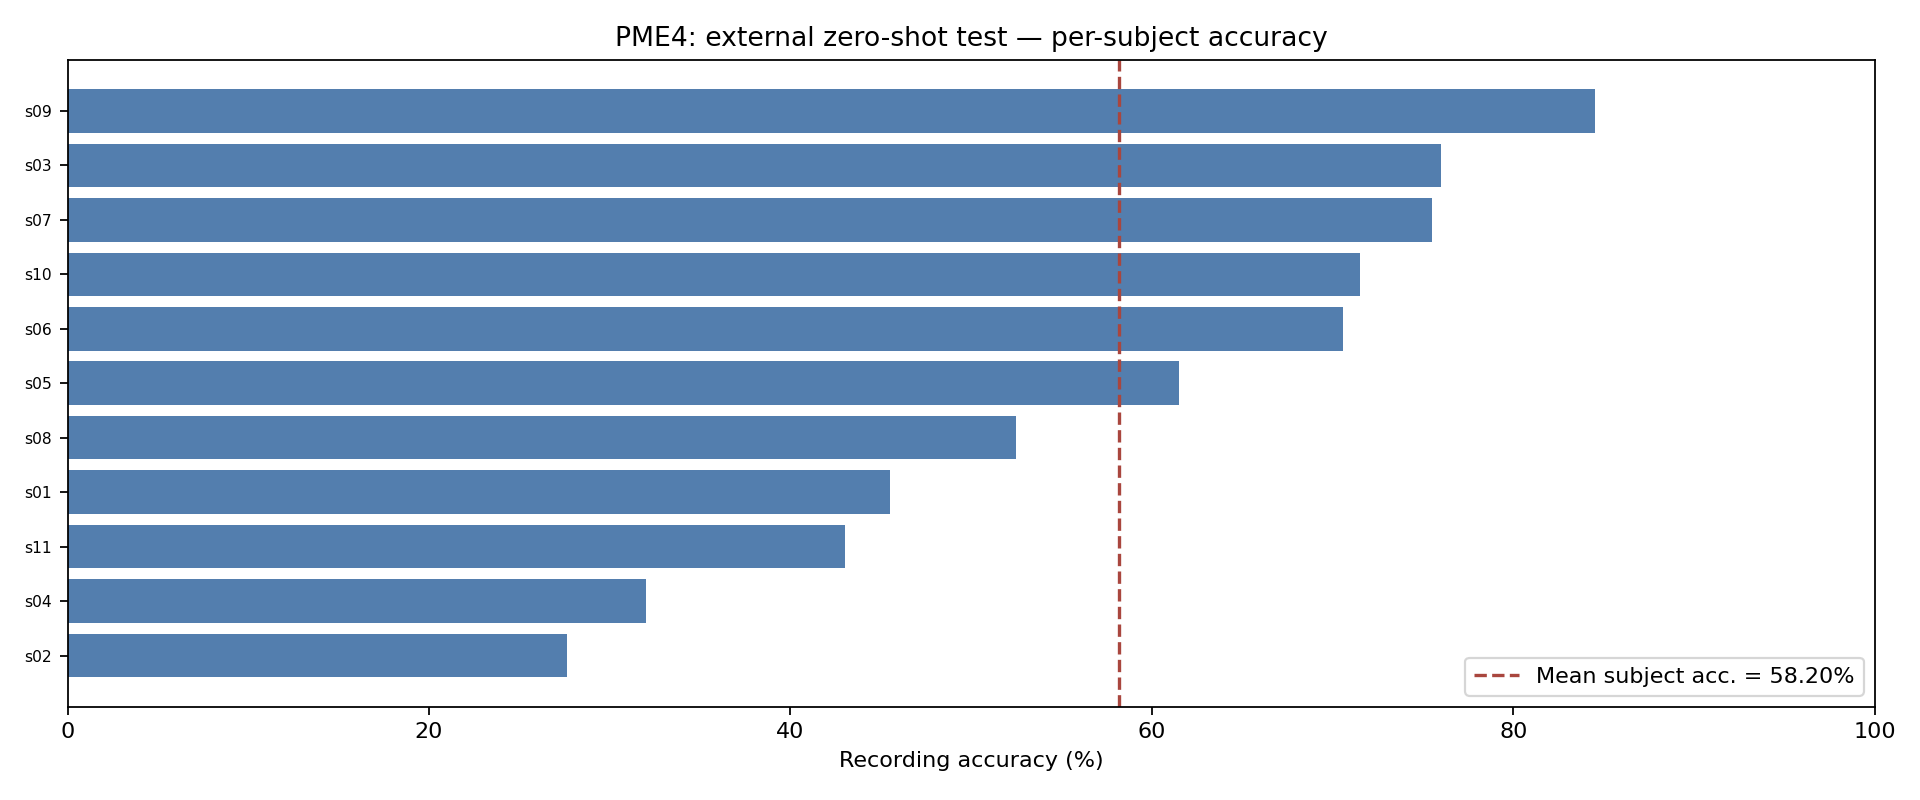 PME4: external zero-shot test — per-subject accuracy
s09
s03
s07
s10
s06
s05
s08
s01
s11
s04
s02
Mean subject acc. = 58.20%
0 20 40 60 80 100
Recording accuracy (%)